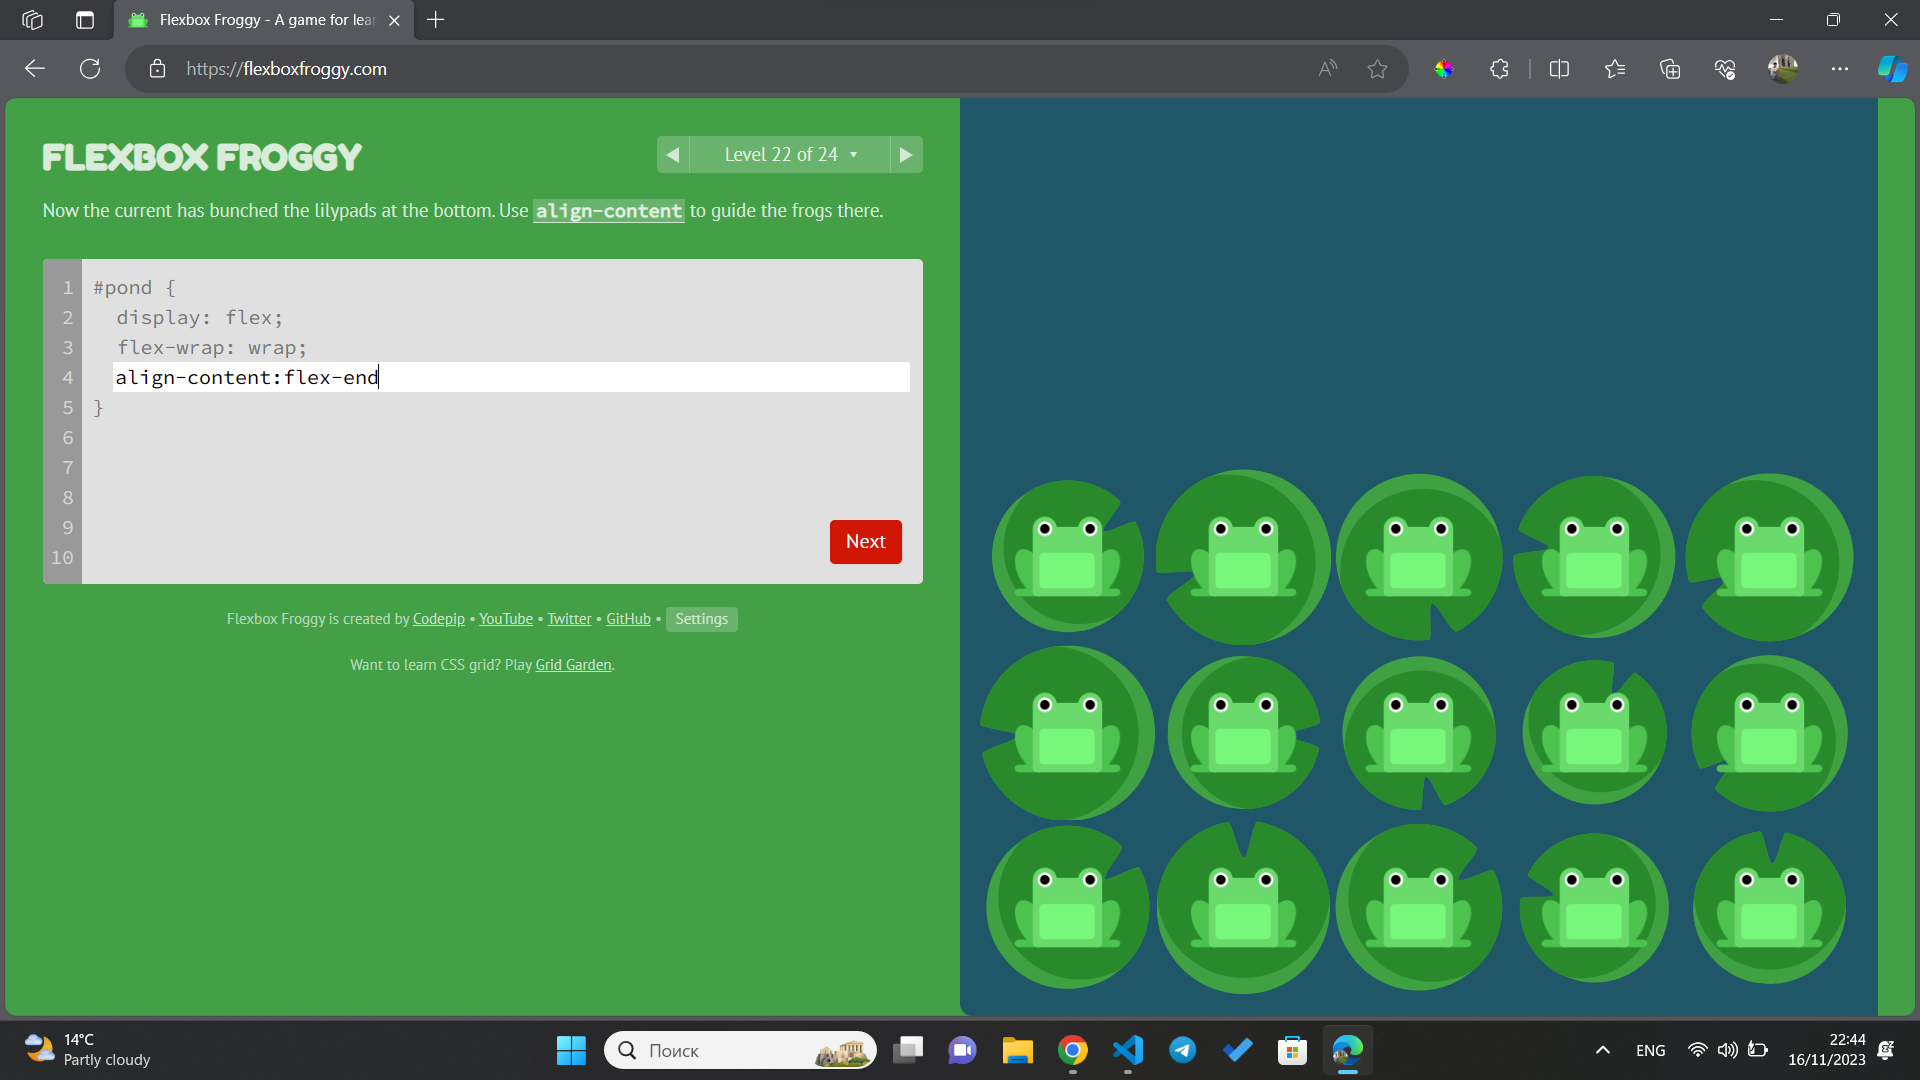 Flexbox Froggy - A game for lear
https://flexboxfroggy.com
FLEXBOX FROGGY
Level 22 of 24
Now the current has bunched the lilypads at the bottom. Use align-content to guide the frogs there.
1 #pond {
2 display: flex;
3 flex-wrap: wrap;
4 align-content:flex-end
5 }
6
7
8
9
10
Next
Flexbox Froggy is created by Codepip • YouTube • Twitter • GitHub • Settings
Want to learn CSS grid? Play Grid Garden.
14°C
Partly cloudy
Поиск
ENG
22:44
16/11/2023